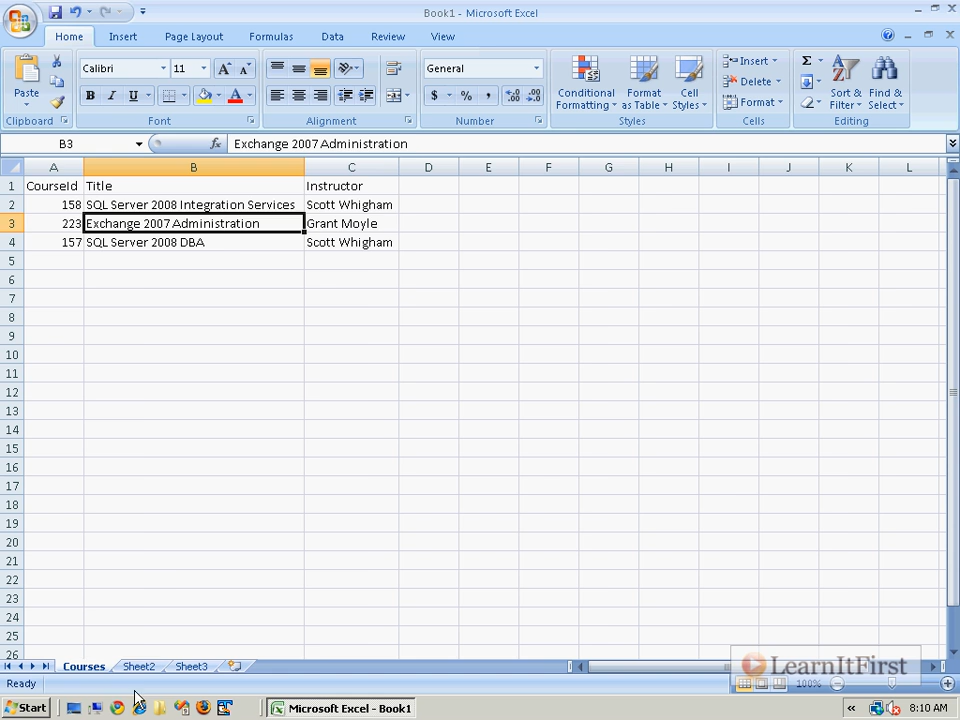 Book1 - Microsoft Excel
Home Insert Page Layout Formulas Data Review View
Paste
Calibri 11
General
Conditional Formatting
Format as Table
Cell Styles
Insert
Delete
Format
Sort & Filter
Find & Select
Clipboard Font Alignment Number Styles Cells Editing
B3 fx Exchange 2007 Administration
A B C D E F G H I J K L
1 CourseId Title Instructor
2 158 SQL Server 2008 Integration Services Scott Whigham
3 223 Exchange 2007 Administration Grant Moyle
4 157 SQL Server 2008 DBA Scott Whigham
5
6
7
8
9
10
11
12
13
14
15
16
17
18
19
20
21
22
23
24
25
26
Courses Sheet2 Sheet3
LearnItFirst
Ready 100%
Start Microsoft Excel - Book1 8:10 AM